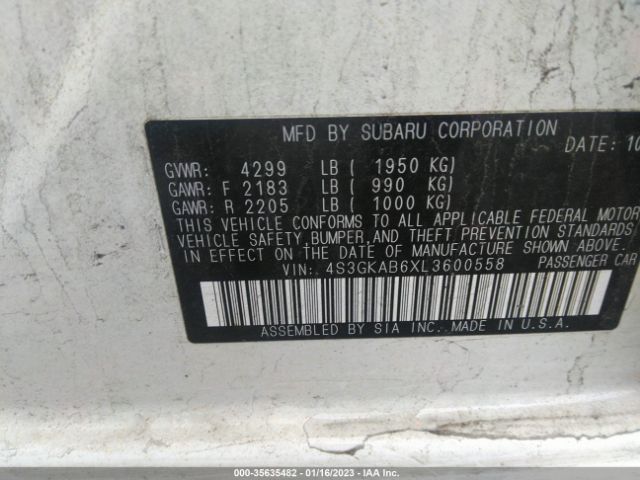 MFD BY SUBARU CORPORATION
DATE: 10
GVWR: 4299 LB ( 1950 KG)
GAWR: F 2183 LB ( 990 KG)
GAWR: R 2205 LB ( 1000 KG)
THIS VEHICLE CONFORMS TO ALL APPLICABLE FEDERAL MOTOR
VEHICLE SAFETY, BUMPER, AND THEFT PREVENTION STANDARDS
IN EFFECT ON THE DATE OF MANUFACTURE SHOWN ABOVE.
VIN: 4S3GKAB6XL3600558 PASSENGER CAR
ASSEMBLED BY SIA INC. MADE IN U.S.A.
000-35635482 - 01/16/2023 - IAA Inc.